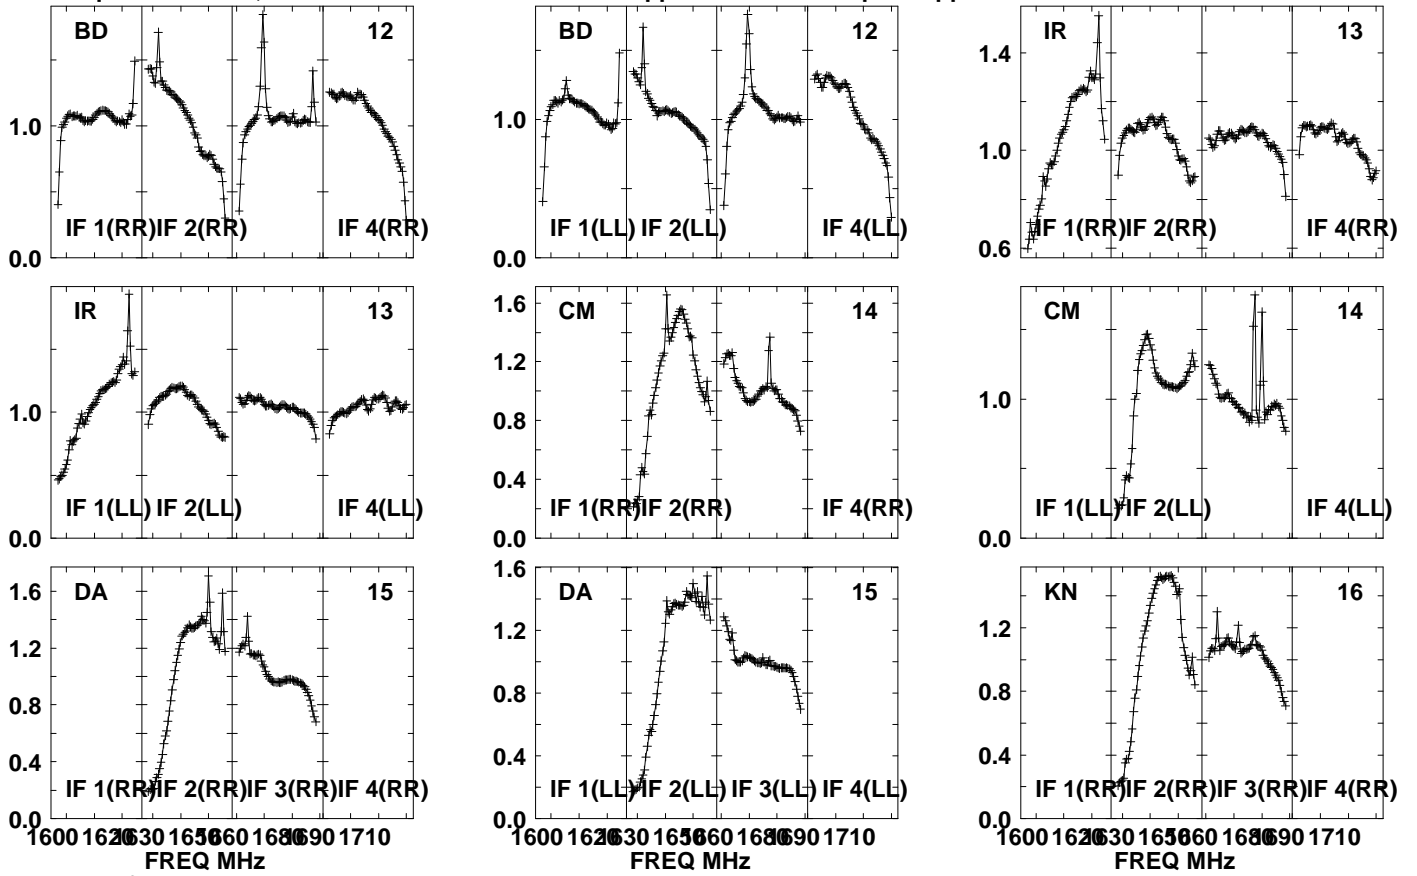 BD 12 BD 12 IR 13
1.4
1.2
1.0 1.0 1.0
0.8
IF 1(RR) IF 2(RR) IF 4(RR) IF 1(LL) IF 2(LL) IF 4(LL) IF 1(RR) IF 2(RR) IF 4(RR)
0.0 0.0 0.6
IR 13 CM 14 CM 14
1.6
1.2
1.0 1.0
0.8
0.4
IF 1(LL) IF 2(LL) IF 4(LL) IF 1(RR) IF 2(RR) IF 4(RR) IF 1(LL) IF 2(LL) IF 4(LL)
0.0 0.0 0.0
DA 15 DA 15 KN 16
1.6 1.6
1.2 1.2 1.2
0.8 0.8 0.8
0.4 0.4 0.4
IF 1(RR) IF 2(RR) IF 3(RR) IF 4(RR) IF 1(LL) IF 2(LL) IF 3(LL) IF 4(LL) IF 1(RR) IF 2(RR) IF 3(RR) IF 4(RR)
0.0 0.0 0.0
1600 1620 1630 1650 1660 1680 1690 1710 1600 1620 1630 1650 1660 1680 1690 1710 1600 1620 1630 1650 1660 1680 1690 1710
FREQ MHz FREQ MHz FREQ MHz